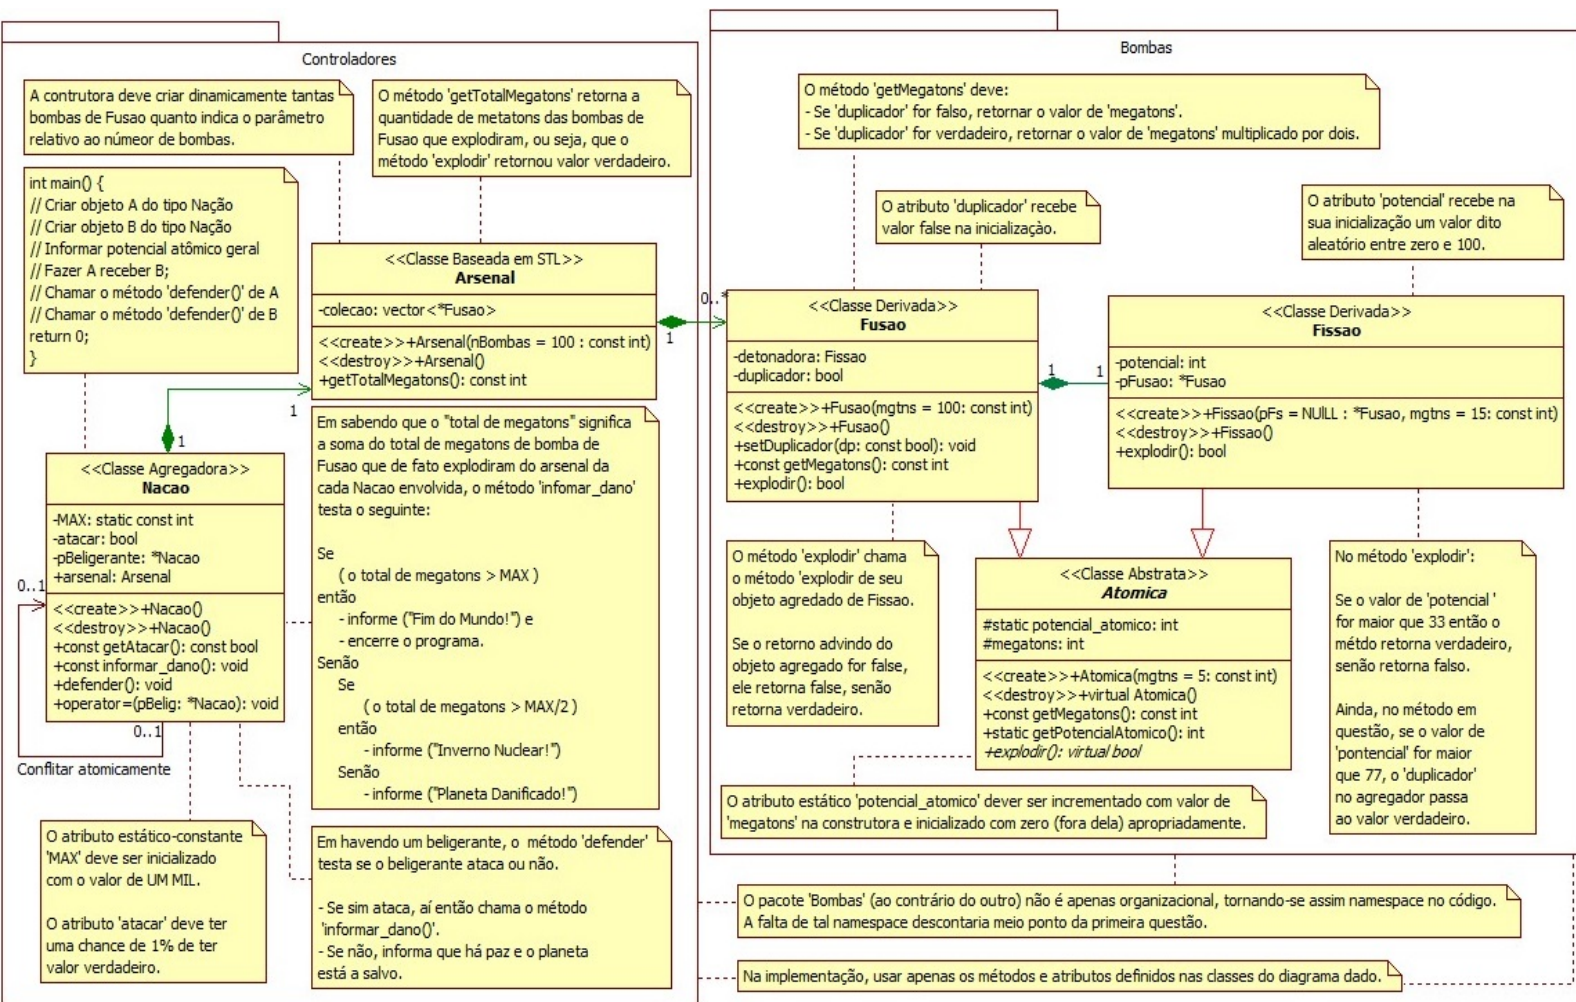 Controladores
A contrutora deve criar dinamicamente tantas
bombas de Fusao quanto indica o parâmetro
relativo ao númeor de bombas.
O método 'getTotalMegatons' retorna a
quantidade de metatons das bombas de
Fusao que explodiram, ou seja, que o
método 'explodir' retornou valor verdadeiro.
int main() {
// Criar objeto A do tipo Nação
// Criar objeto B do tipo Nação
// Informar potencial atômico geral
// Fazer A receber B;
// Chamar o método 'defender()' de A
// Chamar o método 'defender()' de B
return 0;
}
<<Classe Baseada em STL>>
Arsenal
-colecao: vector<*Fusao>
<<create>>+Arsenal(nBombas = 100 : const int)
<<destroy>>+Arsenal()
+getTotalMegatons(): const int
1
0..*
1
1
<<Classe Agregadora>>
Nacao
-MAX: static const int
-atacar: bool
-pBeligerante: *Nacao
+arsenal: Arsenal
<<create>>+Nacao()
<<destroy>>+Nacao()
+const getAtacar(): const bool
+const informar_dano(): void
+defender(): void
+operator=(pBelig: *Nacao): void
0..1
0..1
Conflitar atomicamente
Em sabendo que o "total de megatons" significa
a soma do total de megatons de bomba de
Fusao que de fato explodiram do arsenal da
cada Nacao envolvida, o método 'infomar_dano'
testa o seguinte:
Se
( o total de megatons > MAX )
então
- informe ("Fim do Mundo!") e
- encerre o programa.
Senão
Se
( o total de megatons > MAX/2 )
então
- informe ("Inverno Nuclear!")
Senão
- informe ("Planeta Danificado!")
O atributo estático-constante
'MAX' deve ser inicializado
com o valor de UM MIL.
O atributo 'atacar' deve ter
uma chance de 1% de ter
valor verdadeiro.
Em havendo um beligerante, o método 'defender'
testa se o beligerante ataca ou não.
- Se sim ataca, aí então chama o método
'informar_dano()'.
- Se não, informa que há paz e o planeta
está a salvo.
Bombas
O método 'getMegatons' deve:
- Se 'duplicador' for falso, retornar o valor de 'megatons'.
- Se 'duplicador' for verdadeiro, retornar o valor de 'megatons' multiplicado por dois.
O atributo 'duplicador' recebe
valor false na inicializaçào.
O atributo 'potencial' recebe na
sua inicialização um valor dito
aleatório entre zero e 100.
<<Classe Derivada>>
Fusao
-detonadora: Fissao
-duplicador: bool
<<create>>+Fusao(mgtns = 100: const int)
<<destroy>>+Fusao()
+setDuplicador(dp: const bool): void
+const getMegatons(): const int
+explodir(): bool
1
1
<<Classe Derivada>>
Fissao
-potencial: int
-pFusao: *Fusao
<<create>>+Fissao(pFs = NUlLL : *Fusao, mgtns = 15: const int)
<<destroy>>+Fissao()
+explodir(): bool
O método 'explodir' chama
o método 'explodir de seu
objeto agredado de Fissao.
Se o retorno advindo do
objeto agregado for false,
ele retorna false, senão
retorna verdadeiro.
<<Classe Abstrata>>
Atomica
#static potencial_atomico: int
#megatons: int
<<create>>+Atomica(mgtns = 5: const int)
<<destroy>>+virtual Atomica()
+const getMegatons(): const int
+static getPotencialAtomico(): int
+explodir(): virtual bool
No método 'explodir':
Se o valor de 'potencial '
for maior que 33 então o
métdo retorna verdadeiro,
senão retorna falso.
Ainda, no método em
questão, se o valor de
'pontencial' for maior
que 77, o 'duplicador'
no agregador passa
ao valor verdadeiro.
O atributo estático 'potencial_atomico' dever ser incrementado com valor de
'megatons' na construtora e inicializado com zero (fora dela) apropriadamente.
O pacote 'Bombas' (ao contrário do outro) não é apenas organizacional, tornando-se assim namespace no código.
A falta de tal namespace descontaria meio ponto da primeira questão.
Na implementação, usar apenas os métodos e atributos definidos nas classes do diagrama dado.